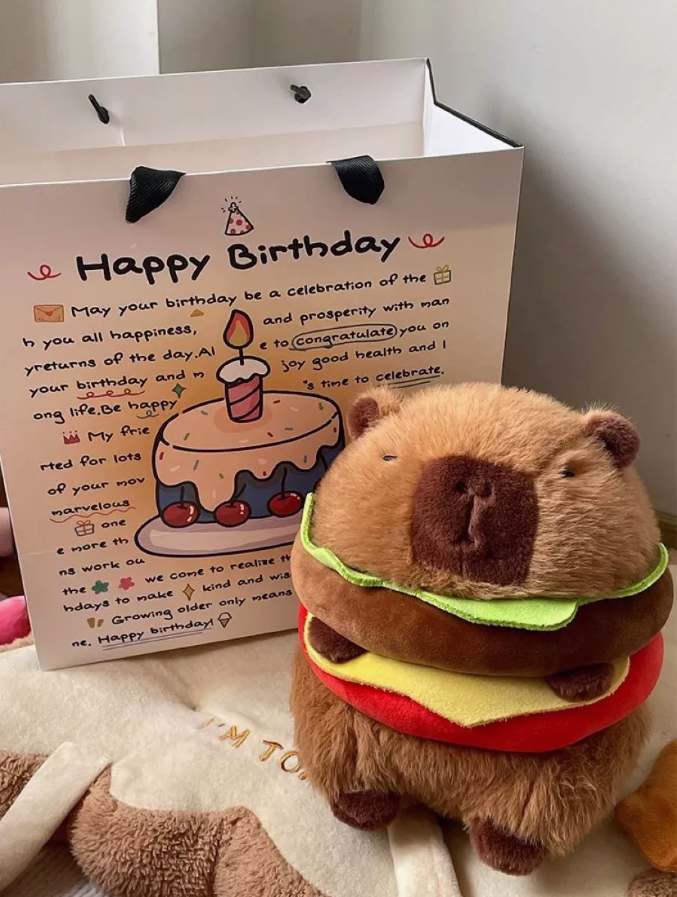 Happy Birthday
May your birthday be a celebration of the
h you all happiness, and prosperity with man
yreturns of the day.Al e to congratulate you on
your birthday and m joy good health and l
ong life.Be happy 's time to celebrate.
My frie
rted for lots
of your mov
marvelous
one
e more th
ns work ou
the we come to realize th
hdays to make kind and wis
Growing older only means
ne. Happy birthday!
I'M TO